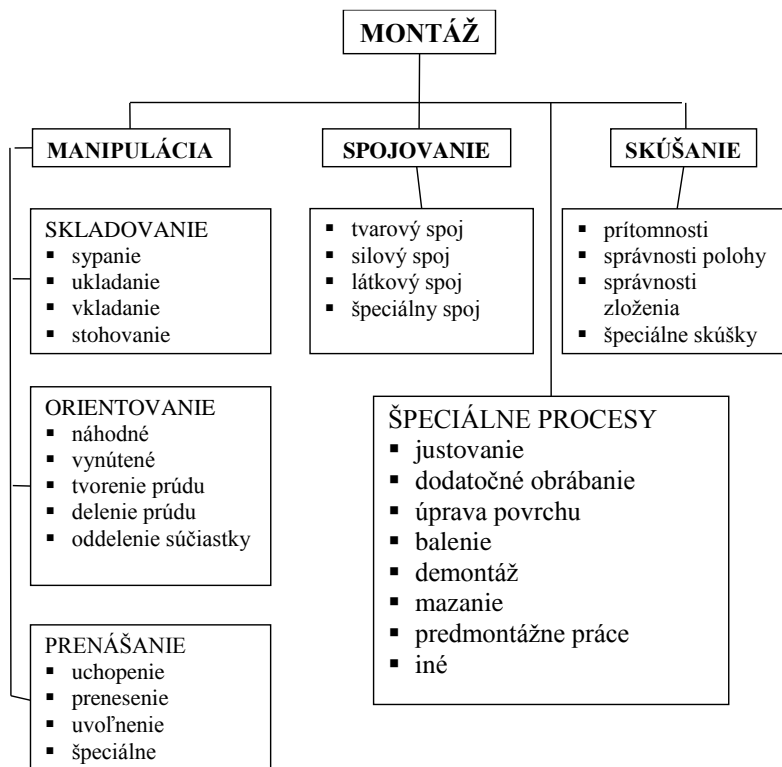 MONTÁŽ
MANIPULÁCIA
SPOJOVANIE
SKÚŠANIE
SKLADOVANIE
▪ sypanie
▪ ukladanie
▪ vkladanie
▪ stohovanie
▪ tvarový spoj
▪ silový spoj
▪ látkový spoj
▪ špeciálny spoj
▪ prítomnosti
▪ správnosti polohy
▪ správnosti
zloženia
▪ špeciálne skúšky
ORIENTOVANIE
▪ náhodné
▪ vynútené
▪ tvorenie prúdu
▪ delenie prúdu
▪ oddelenie súčiastky
ŠPECIÁLNE PROCESY
▪ justovanie
▪ dodatočné obrábanie
▪ úprava povrchu
▪ balenie
▪ demontáž
▪ mazanie
▪ predmontážne práce
▪ iné
PRENÁŠANIE
▪ uchopenie
▪ prenesenie
▪ uvoľnenie
▪ špeciálne